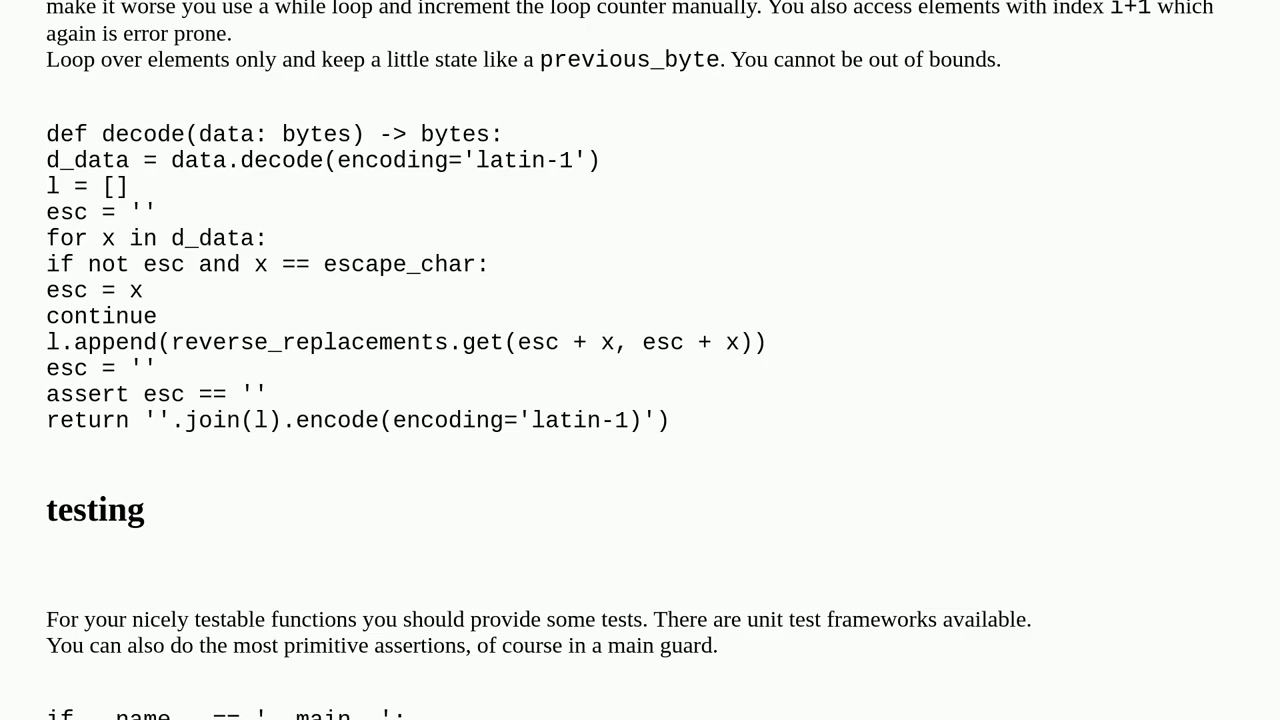 make it worse you use a while loop and increment the loop counter manually. You also access elements with index i+1 which
again is error prone.
Loop over elements only and keep a little state like a previous_byte. You cannot be out of bounds.
def decode(data: bytes) -> bytes:
d_data = data.decode(encoding='latin-1')
l = []
esc = ''
for x in d_data:
if not esc and x == escape_char:
esc = x
continue
l.append(reverse_replacements.get(esc + x, esc + x))
esc = ''
assert esc == ''
return ''.join(l).encode(encoding='latin-1)')
testing
For your nicely testable functions you should provide some tests. There are unit test frameworks available.
You can also do the most primitive assertions, of course in a main guard.
if __name__ == '__main__':